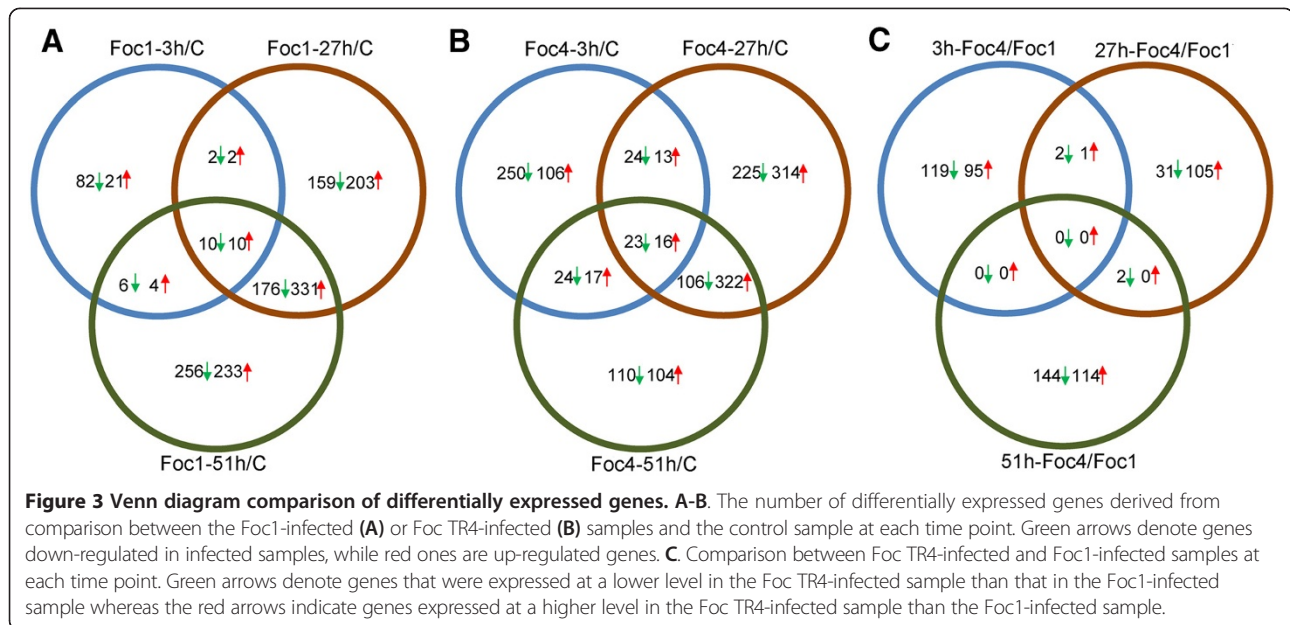 A
B
C
Foc1-3h/C
Foc1-27h/C
Foc4-3h/C
Foc4-27h/C
3h-Foc4/Foc1
27h-Foc4/Foc1
2↓2↑
82↓21↑
159↓203↑
10↓10↑
6↓ 4↑
176↓331↑
256↓233↑
Foc1-51h/C
24↓13↑
250↓106↑
225↓314↑
23↓16↑
24↓17↑
106↓322↑
110↓104↑
Foc4-51h/C
2↓ 1↑
119↓95↑
31↓105↑
0↓ 0↑
0↓ 0↑
2↓ 0↑
144↓114↑
51h-Foc4/Foc1
Figure 3 Venn diagram comparison of differentially expressed genes. A-B. The number of differentially expressed genes derived from
comparison between the Foc1-infected (A) or Foc TR4-infected (B) samples and the control sample at each time point. Green arrows denote genes
down-regulated in infected samples, while red ones are up-regulated genes. C. Comparison between Foc TR4-infected and Foc1-infected samples at
each time point. Green arrows denote genes that were expressed at a lower level in the Foc TR4-infected sample than that in the Foc1-infected
sample whereas the red arrows indicate genes expressed at a higher level in the Foc TR4-infected sample than the Foc1-infected sample.